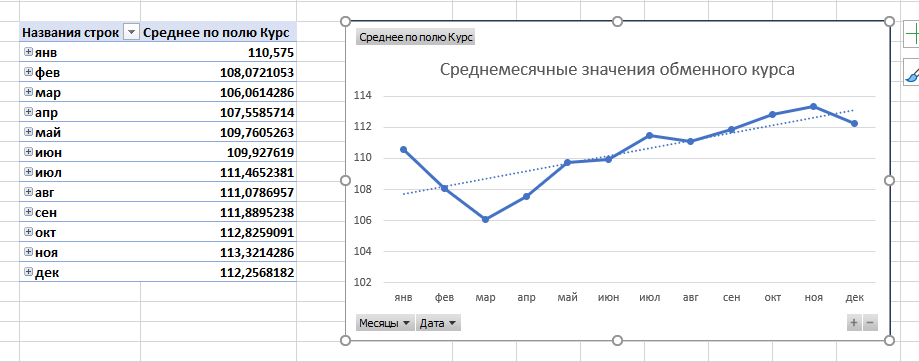 Названия строк Среднее по полю Курс
янв 110,575
фев 108,0721053
мар 106,0614286
апр 107,5585714
май 109,7605263
июн 109,927619
июл 111,4652381
авг 111,0786957
сен 111,8895238
окт 112,8259091
ноя 113,3214286
дек 112,2568182
Среднее по полю Курс
Среднемесячные значения обменного курса
114
112
110
108
106
104
102
янв фев мар апр май июн июл авг сен окт ноя дек
Месяцы Дата